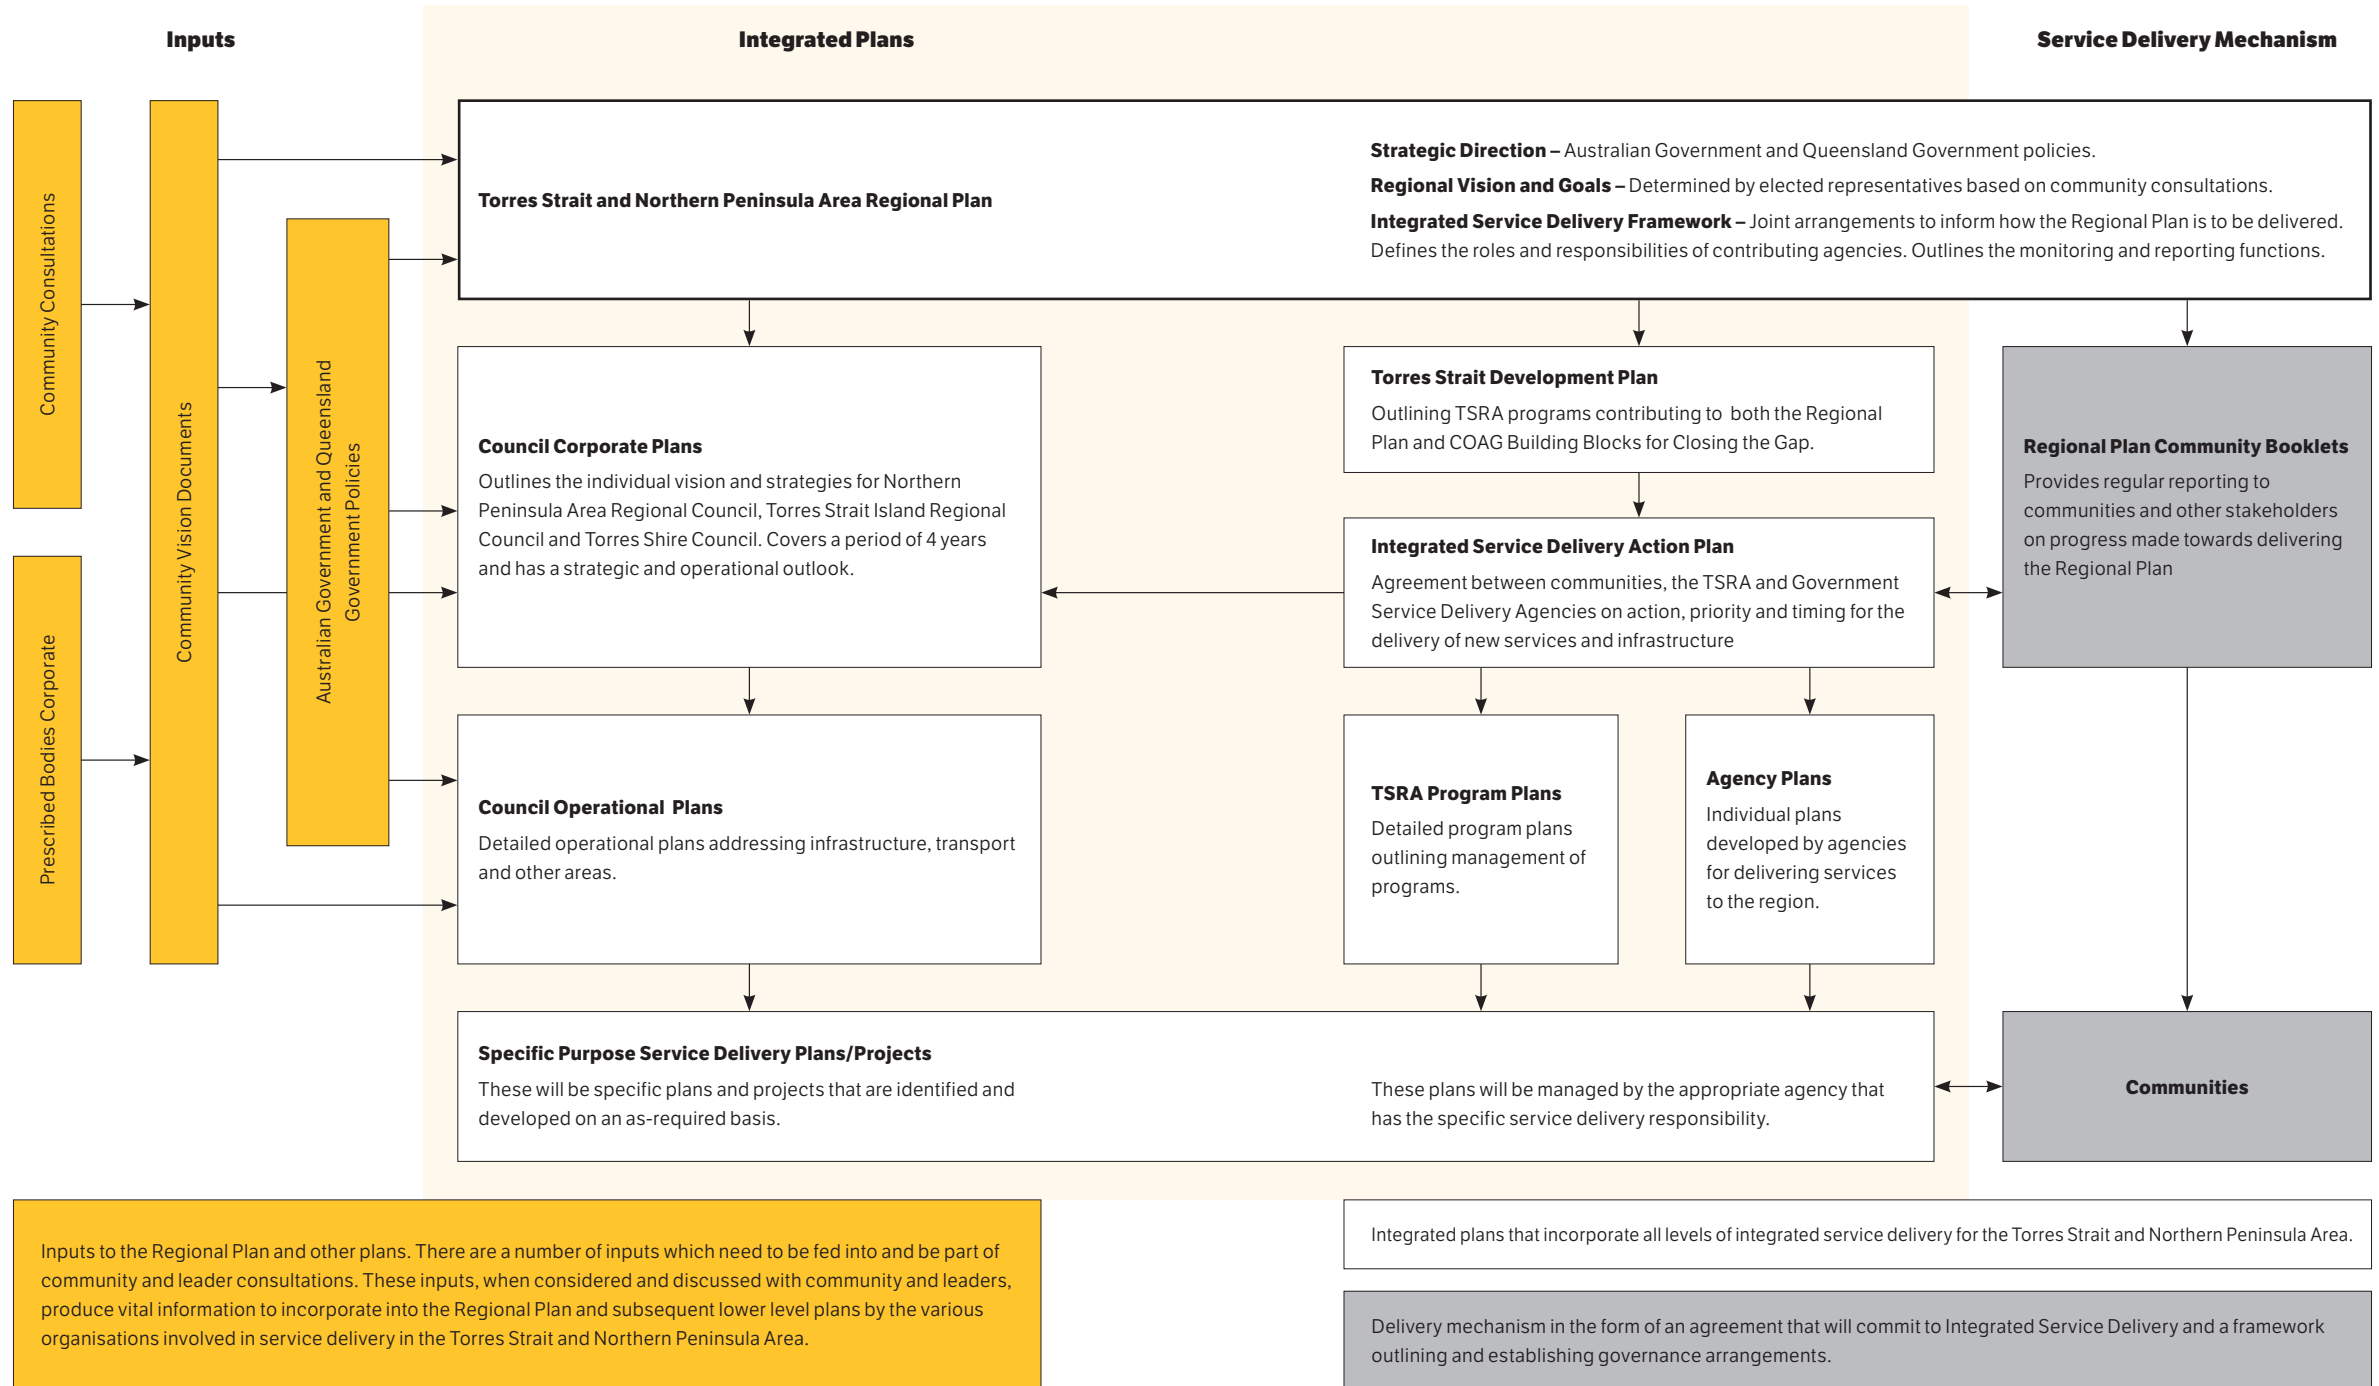 Inputs
Integrated Plans
Service Delivery Mechanism
Community Consultations
Prescribed Bodies Corporate
Community Vision Documents
Australian Government and Queensland
Government Policies
Torres Strait and Northern Peninsula Area Regional Plan
Strategic Direction – Australian Government and Queensland Government policies.
Regional Vision and Goals – Determined by elected representatives based on community consultations.
Integrated Service Delivery Framework – Joint arrangements to inform how the Regional Plan is to be delivered.
Defines the roles and responsibilities of contributing agencies. Outlines the monitoring and reporting functions.
Council Corporate Plans
Outlines the individual vision and strategies for Northern
Peninsula Area Regional Council, Torres Strait Island Regional
Council and Torres Shire Council. Covers a period of 4 years
and has a strategic and operational outlook.
Torres Strait Development Plan
Outlining TSRA programs contributing to both the Regional
Plan and COAG Building Blocks for Closing the Gap.
Integrated Service Delivery Action Plan
Agreement between communities, the TSRA and Government
Service Delivery Agencies on action, priority and timing for the
delivery of new services and infrastructure
Regional Plan Community Booklets
Provides regular reporting to
communities and other stakeholders
on progress made towards delivering
the Regional Plan
Council Operational Plans
Detailed operational plans addressing infrastructure, transport
and other areas.
TSRA Program Plans
Detailed program plans
outlining management of
programs.
Agency Plans
Individual plans
developed by agencies
for delivering services
to the region.
Specific Purpose Service Delivery Plans/Projects
These will be specific plans and projects that are identified and
developed on an as-required basis.
These plans will be managed by the appropriate agency that
has the specific service delivery responsibility.
Communities
Inputs to the Regional Plan and other plans. There are a number of inputs which need to be fed into and be part of
community and leader consultations. These inputs, when considered and discussed with community and leaders,
produce vital information to incorporate into the Regional Plan and subsequent lower level plans by the various
organisations involved in service delivery in the Torres Strait and Northern Peninsula Area.
Integrated plans that incorporate all levels of integrated service delivery for the Torres Strait and Northern Peninsula Area.
Delivery mechanism in the form of an agreement that will commit to Integrated Service Delivery and a framework
outlining and establishing governance arrangements.